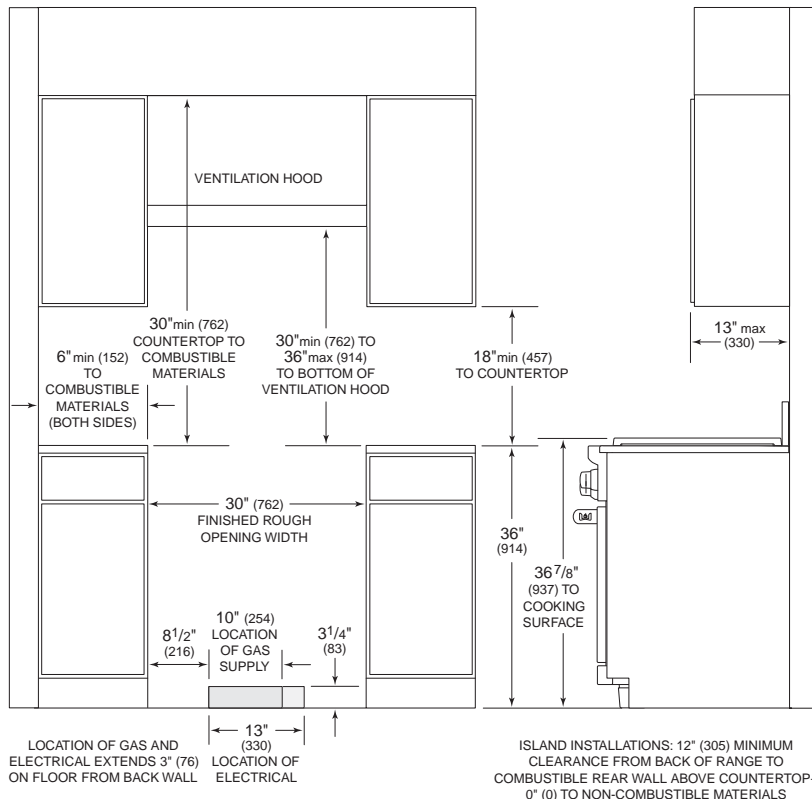 VENTILATION HOOD
30"min (762)
COUNTERTOP TO
COMBUSTIBLE
MATERIALS
6"min (152)
TO
COMBUSTIBLE
MATERIALS
(BOTH SIDES)
30"min (762) TO
36"max (914)
TO BOTTOM OF
VENTILATION HOOD
18"min (457)
TO COUNTERTOP
13" max
(330)
30" (762)
FINISHED ROUGH
OPENING WIDTH
36"
(914)
36 7/8"
(937) TO
COOKING
SURFACE
8 1/2"
(216)
10" (254)
LOCATION
OF GAS
SUPPLY
3 1/4"
(83)
13"
(330)
LOCATION OF
ELECTRICAL
LOCATION OF GAS AND
ELECTRICAL EXTENDS 3" (76)
ON FLOOR FROM BACK WALL
ISLAND INSTALLATIONS: 12" (305) MINIMUM
CLEARANCE FROM BACK OF RANGE TO
COMBUSTIBLE REAR WALL ABOVE COUNTERTOP-
0" (0) TO NON-COMBUSTIBLE MATERIALS